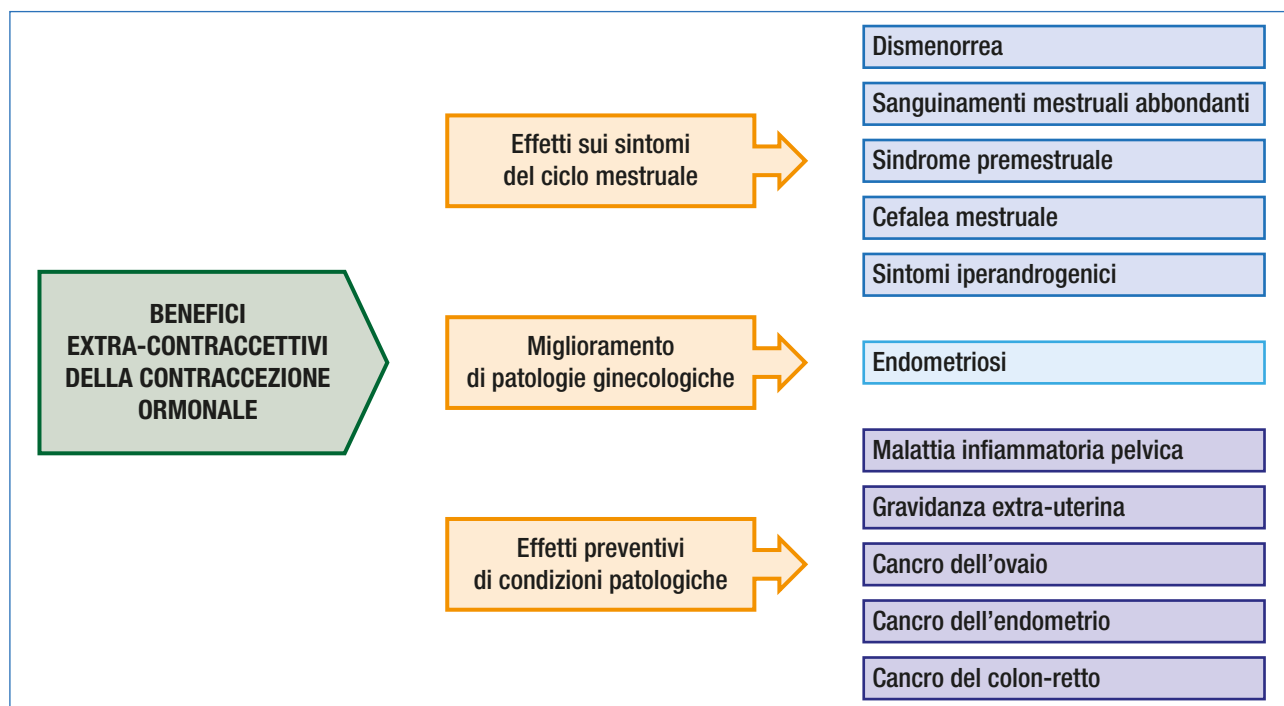 BENEFICI
EXTRA-CONTRACCETTIVI
DELLA CONTRACCEZIONE
ORMONALE
Effetti sui sintomi
del ciclo mestruale
Dismenorrea
Sanguinamenti mestruali abbondanti
Sindrome premestruale
Cefalea mestruale
Sintomi iperandrogenici
Miglioramento
di patologie ginecologiche
Endometriosi
Effetti preventivi
di condizioni patologiche
Malattia infiammatoria pelvica
Gravidanza extra-uterina
Cancro dell’ovaio
Cancro dell’endometrio
Cancro del colon-retto